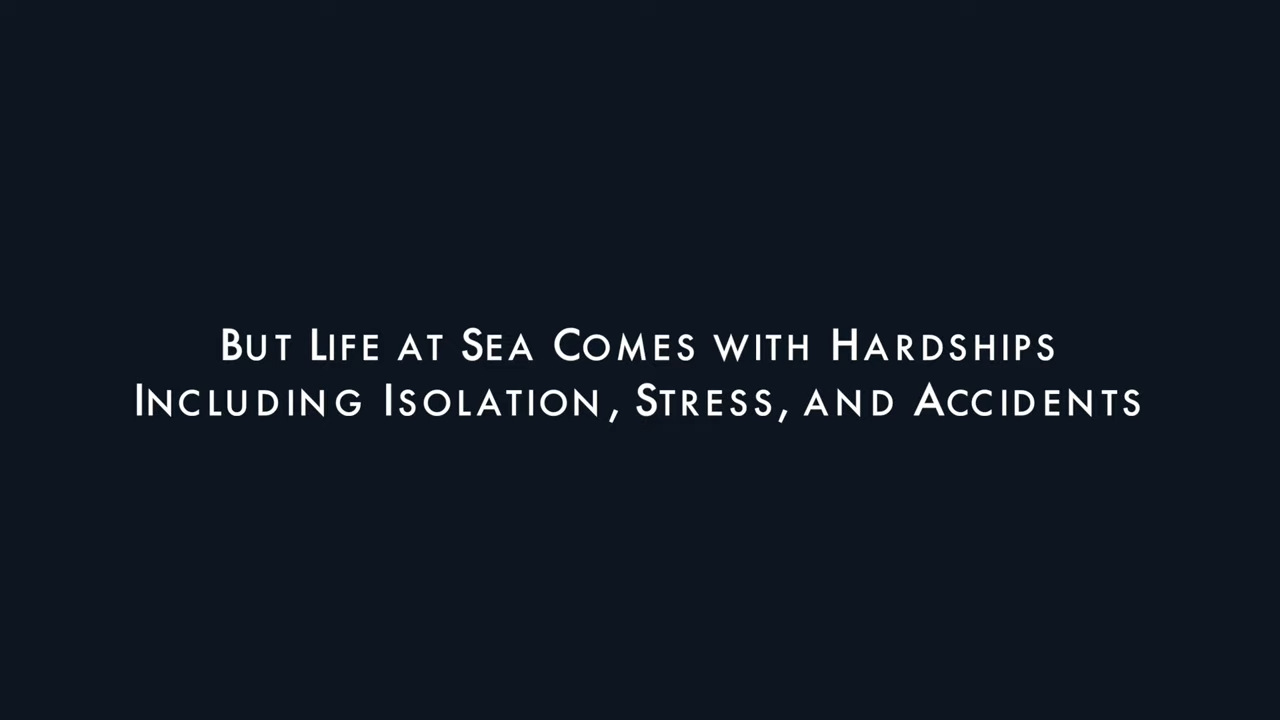 But Life at Sea Comes with Hardships
Including Isolation, Stress, and Accidents